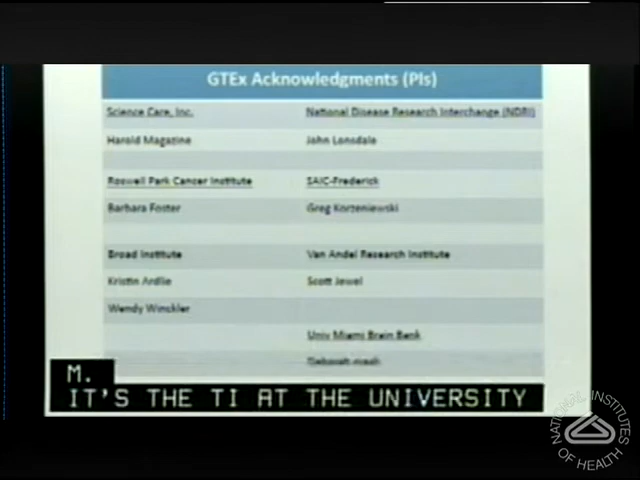 GTEx Acknowledgments (PIs)
Science Care, Inc. National Disease Research Interchange (NDRI)
Harold Magazine John Lonsdale
Roswell Park Cancer Institute SAIC-Frederick
Barbara Foster Greg Korzeniewski
Broad Institute Van Andel Research Institute
Kristin Ardlie Scott Jewel
Wendy Winckler
Univ Miami Brain Bank
Deborah
M.
IT'S THE TI AT THE UNIVERSITY
NATIONAL INSTITUTES
OF HEALTH